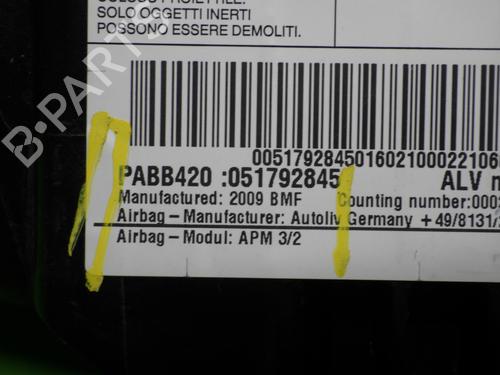 SOLO OGGETTI INERTI
POSSONO ESSERE DEMOLITI.
B-PARTS
PABB420 :051792845
ALV
Manufactured: 2009 BMF
Counting number:000
Airbag-Manufacturer: Autoliv Germany +49/8131/
Airbag-Modul: APM 3/2